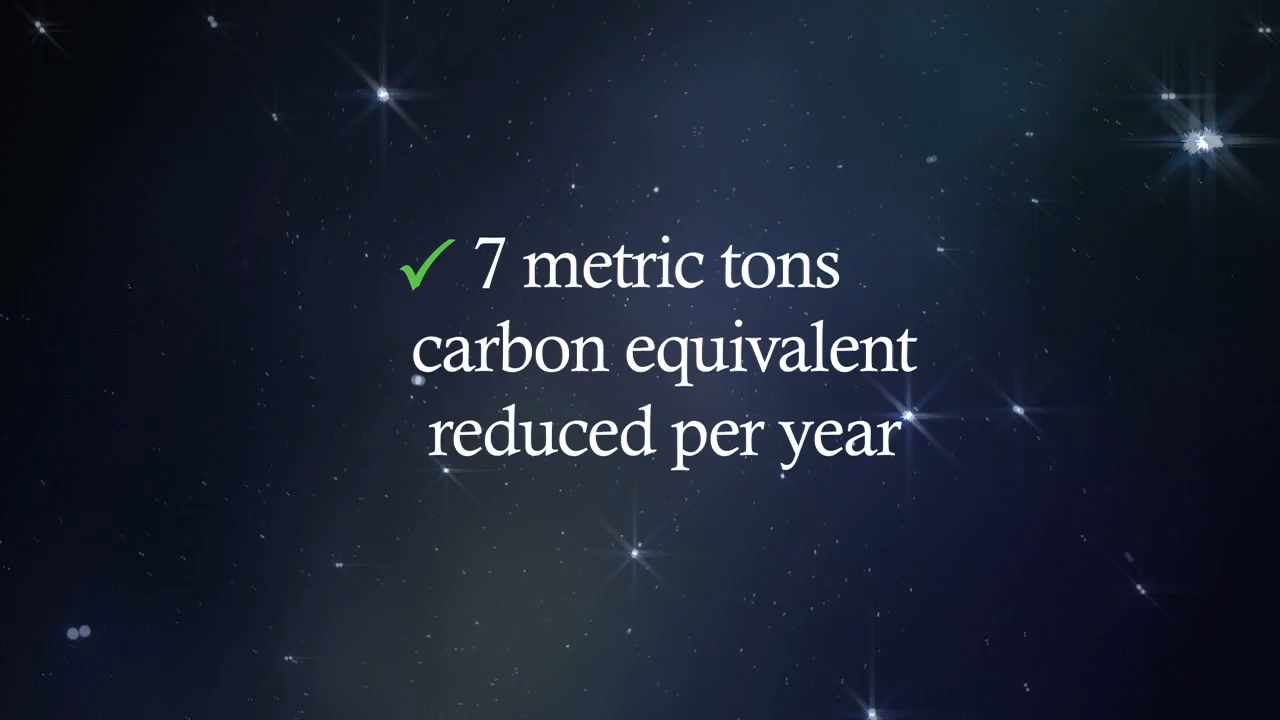 ✓ 7 metric tons
carbon equivalent
reduced per year